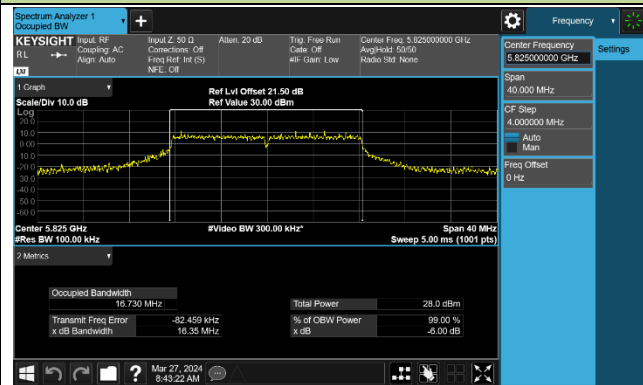 Spectrum Analyzer 1
Occupied BW
Frequency
KEYSIGHT
RL
LXI
Input: RF
Coupling: AC
Align: Auto
Input Z: 50 Ω
Corrections: Off
Freq Ref: Int (S)
NFE: Off
Atten: 20 dB
Trig: Free Run
Gate: Off
#IF Gain: Low
Center Freq: 5.825000000 GHz
Avg|Hold: 50/50
Radio Std: None
Center Frequency
5.825000000 GHz
Settings
Span
40.000 MHz
CF Step
4.000000 MHz
Auto
Man
Freq Offset
0 Hz
1 Graph
Scale/Div 10.0 dB
Ref Lvl Offset 21.50 dB
Ref Value 30.00 dBm
Log
20.0
10.0
0.00
-10.0
-20.0
-30.0
-40.0
-50.0
-60.0
Center 5.825 GHz
#Res BW 100.00 kHz
#Video BW 300.00 kHz*
Span 40 MHz
Sweep 5.00 ms (1001 pts)
2 Metrics
Occupied Bandwidth
16.730 MHz
Total Power 28.0 dBm
Transmit Freq Error -82.459 kHz
% of OBW Power 99.00 %
x dB Bandwidth 16.35 MHz
x dB -6.00 dB
?
Mar 27, 2024
8:43:22 AM